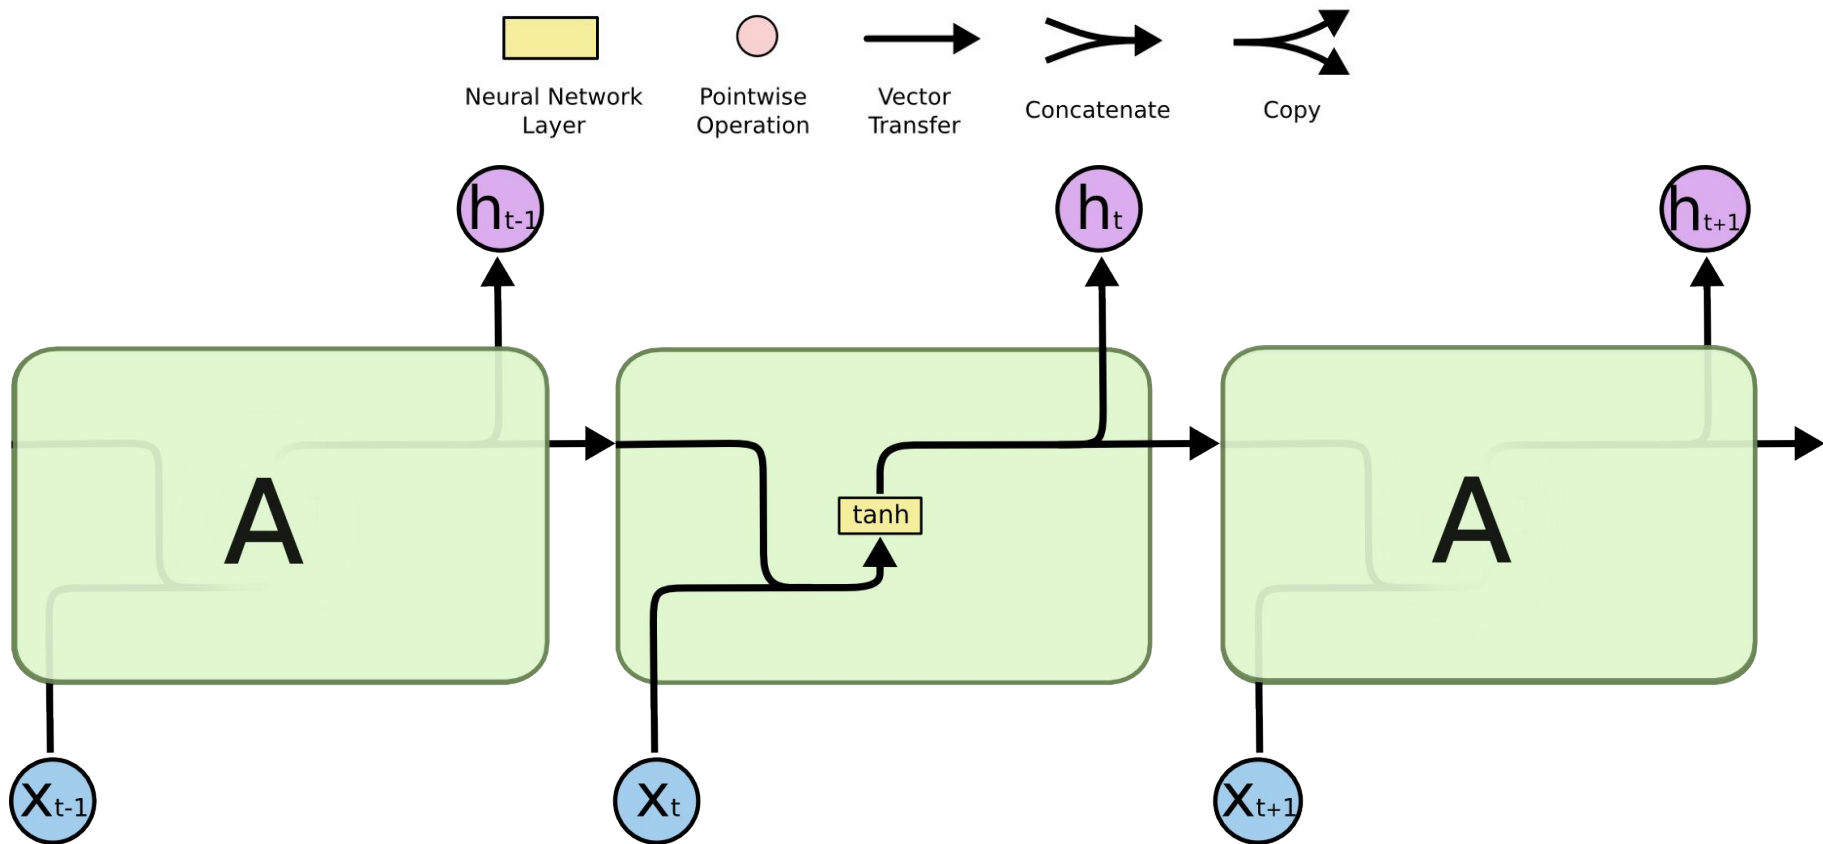 Neural Network
Layer
Pointwise
Operation
Vector
Transfer
Concatenate
Copy
ht-1
ht
ht+1
A
tanh
A
xt-1
xt
xt+1